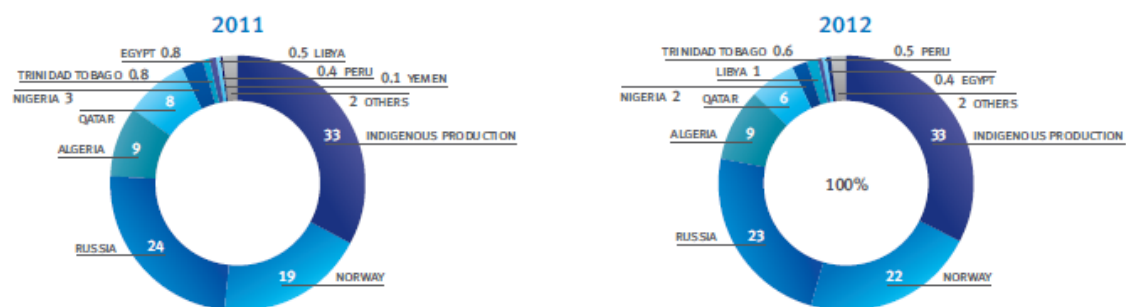 2011
EGYPT 0.8
0.5 LIBYA
TRINIDAD TOBAGO 0.8
0.4 PERU
0.1 YEMEN
NIGERIA 3
2 OTHERS
QATAR
8
33
INDIGENOUS PRODUCTION
ALGERIA
9
RUSSIA
24
19
NORWAY
2012
TRINIDAD TOBAGO 0.6
0.5 PERU
LIBYA 1
0.4 EGYPT
NIGERIA 2
QATAR
6
2 OTHERS
ALGERIA
9
33
INDIGENOUS PRODUCTION
100%
RUSSIA
23
22
NORWAY